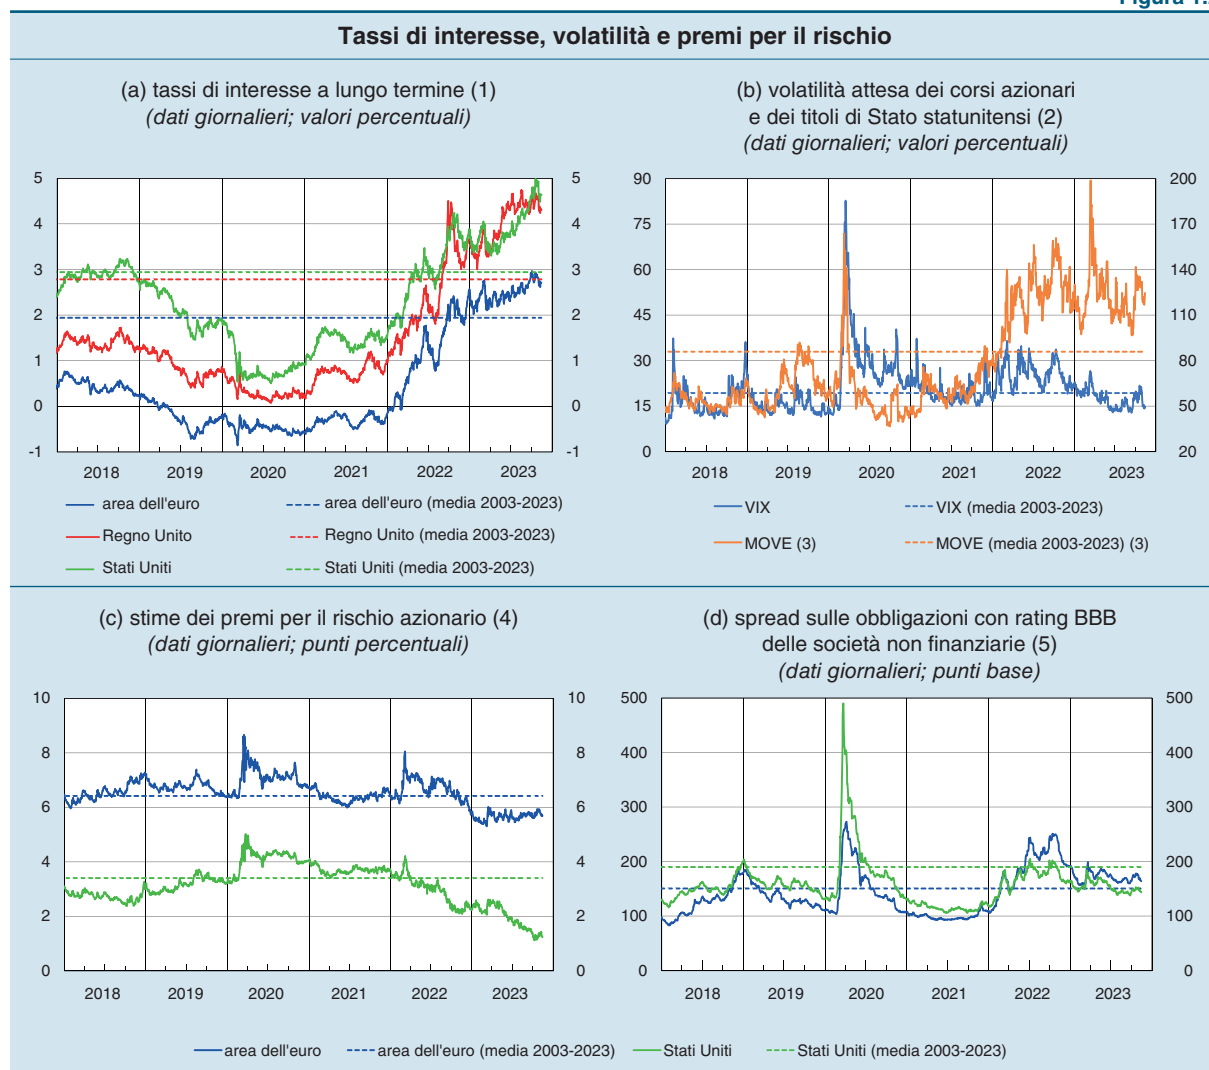 Figura 1.
Tassi di interesse, volatilità e premi per il rischio
(a) tassi di interesse a lungo termine (1)
(dati giornalieri; valori percentuali)
5 5
4 4
3 3
2 2
1 1
0 0
-1 -1
2018 2019 2020 2021 2022 2023
area dell'euro area dell'euro (media 2003-2023)
Regno Unito Regno Unito (media 2003-2023)
Stati Uniti Stati Uniti (media 2003-2023)
(b) volatilità attesa dei corsi azionari
e dei titoli di Stato statunitensi (2)
(dati giornalieri; valori percentuali)
90 200
75 170
60 140
45 110
30 80
15 50
0 20
2018 2019 2020 2021 2022 2023
VIX VIX (media 2003-2023)
MOVE (3) MOVE (media 2003-2023) (3)
(c) stime dei premi per il rischio azionario (4)
(dati giornalieri; punti percentuali)
10 10
8 8
6 6
4 4
2 2
0 0
2018 2019 2020 2021 2022 2023
(d) spread sulle obbligazioni con rating BBB
delle società non finanziarie (5)
(dati giornalieri; punti base)
500 500
400 400
300 300
200 200
100 100
0 0
2018 2019 2020 2021 2022 2023
area dell'euro area dell'euro (media 2003-2023) Stati Uniti Stati Uniti (media 2003-2023)